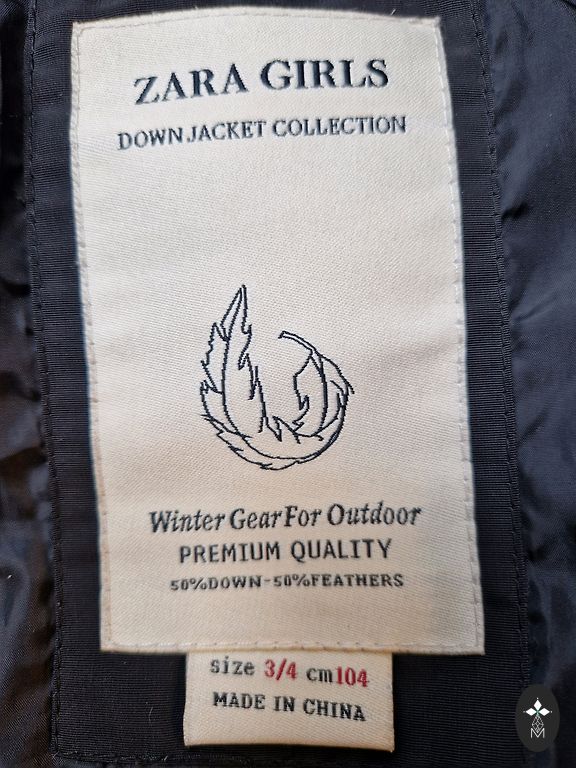 ZARA GIRLS
DOWN JACKET COLLECTION
Winter Gear For Outdoor
PREMIUM QUALITY
50%DOWN-50%FEATHERS
size 3/4 cm104
MADE IN CHINA